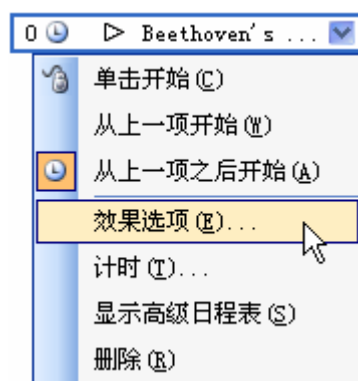 0 Beethoven's ...
单击开始(C)
从上一项开始(W)
从上一项之后开始(A)
效果选项(E)...
计时(T)...
显示高级日程表(S)
删除(R)